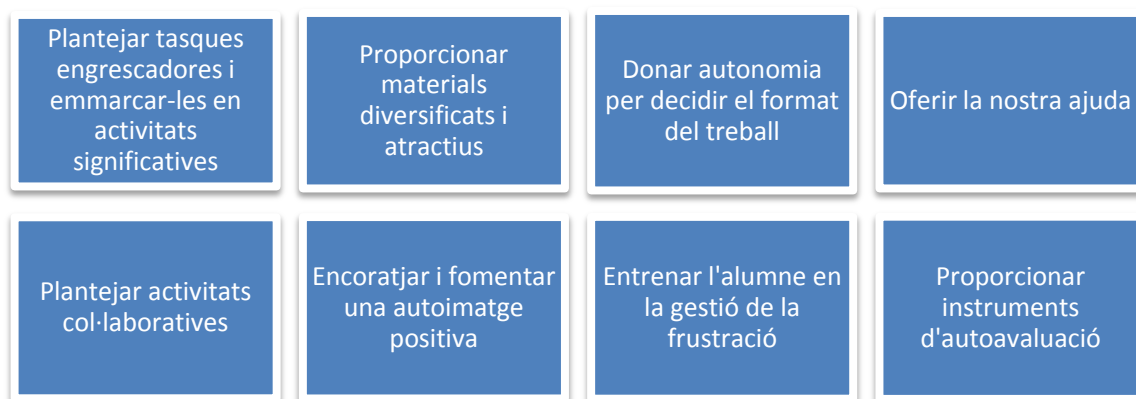 Plantejar tasques
engrescadores i
emmarcar-les en
activitats
significatives
Proporcionar
materials
diversificats i
atractius
Donar autonomia
per decidir el format
del treball
Oferir la nostra ajuda
Plantejar activitats
col·laboratives
Encoratjar i fomentar
una autoimatge
positiva
Entrenar l'alumne en
la gestió de la
frustració
Proporcionar
instruments
d'autoavaluació